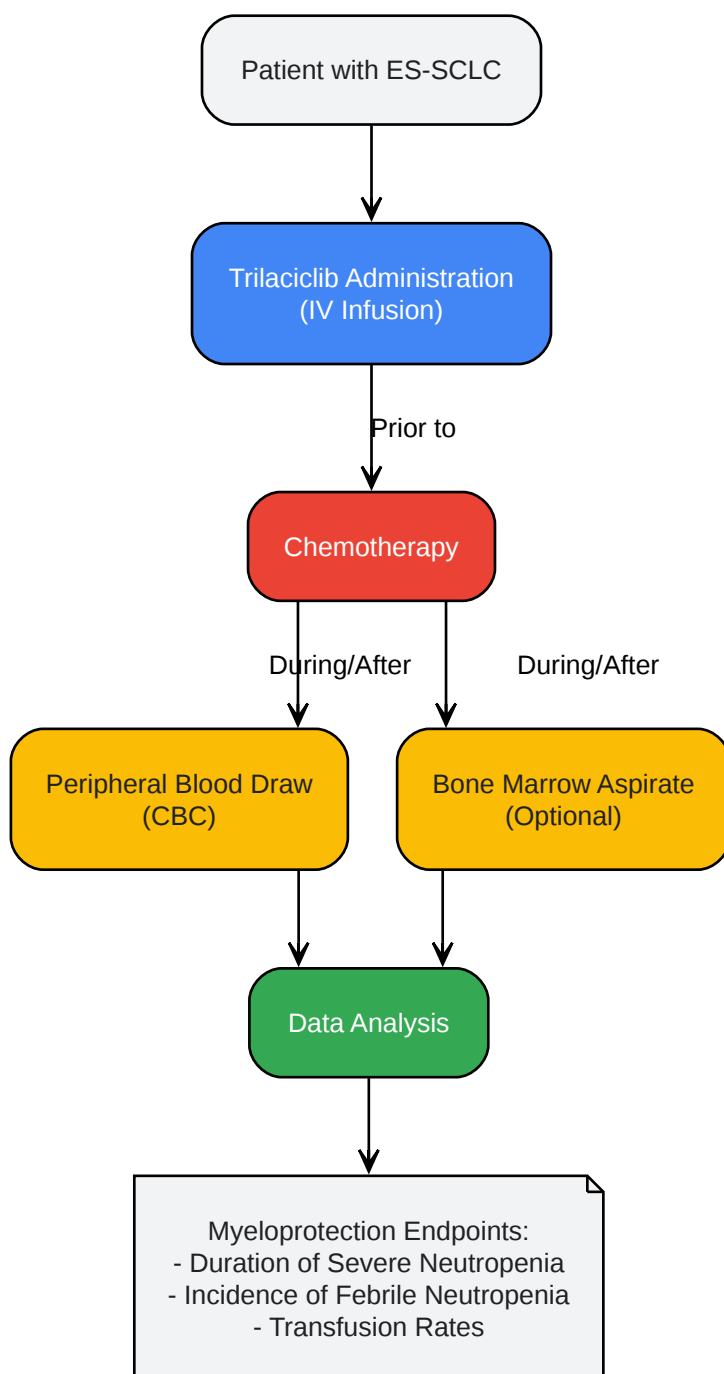 Patient with ES-SCLC
Trilaciclib Administration
(IV Infusion)
Prior to
Chemotherapy
During/After
During/After
Peripheral Blood Draw
(CBC)
Bone Marrow Aspirate
(Optional)
Data Analysis
Myeloprotection Endpoints:
- Duration of Severe Neutropenia
- Incidence of Febrile Neutropenia
- Transfusion Rates